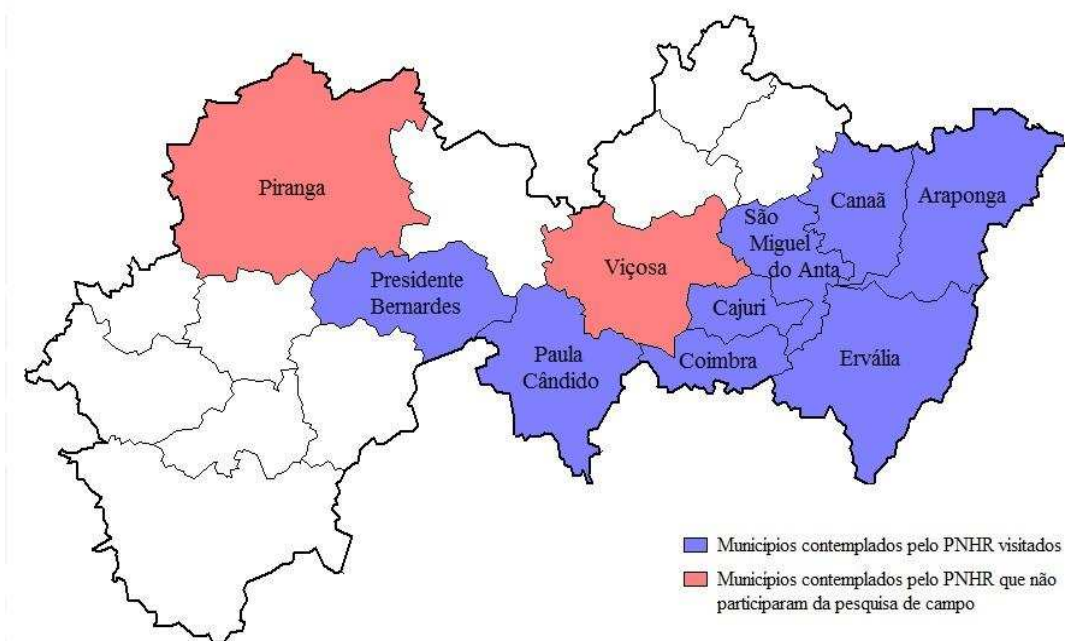 Piranga
Presidente
Bernardes
Viçosa
Paula
Cândido
São
Miguel
do Anta
Cajuri
Coimbra
Canaã
Araponga
Ervália
Municípios contemplados pelo PNHR visitados
Municípios contemplados pelo PNHR que não
participaram da pesquisa de campo